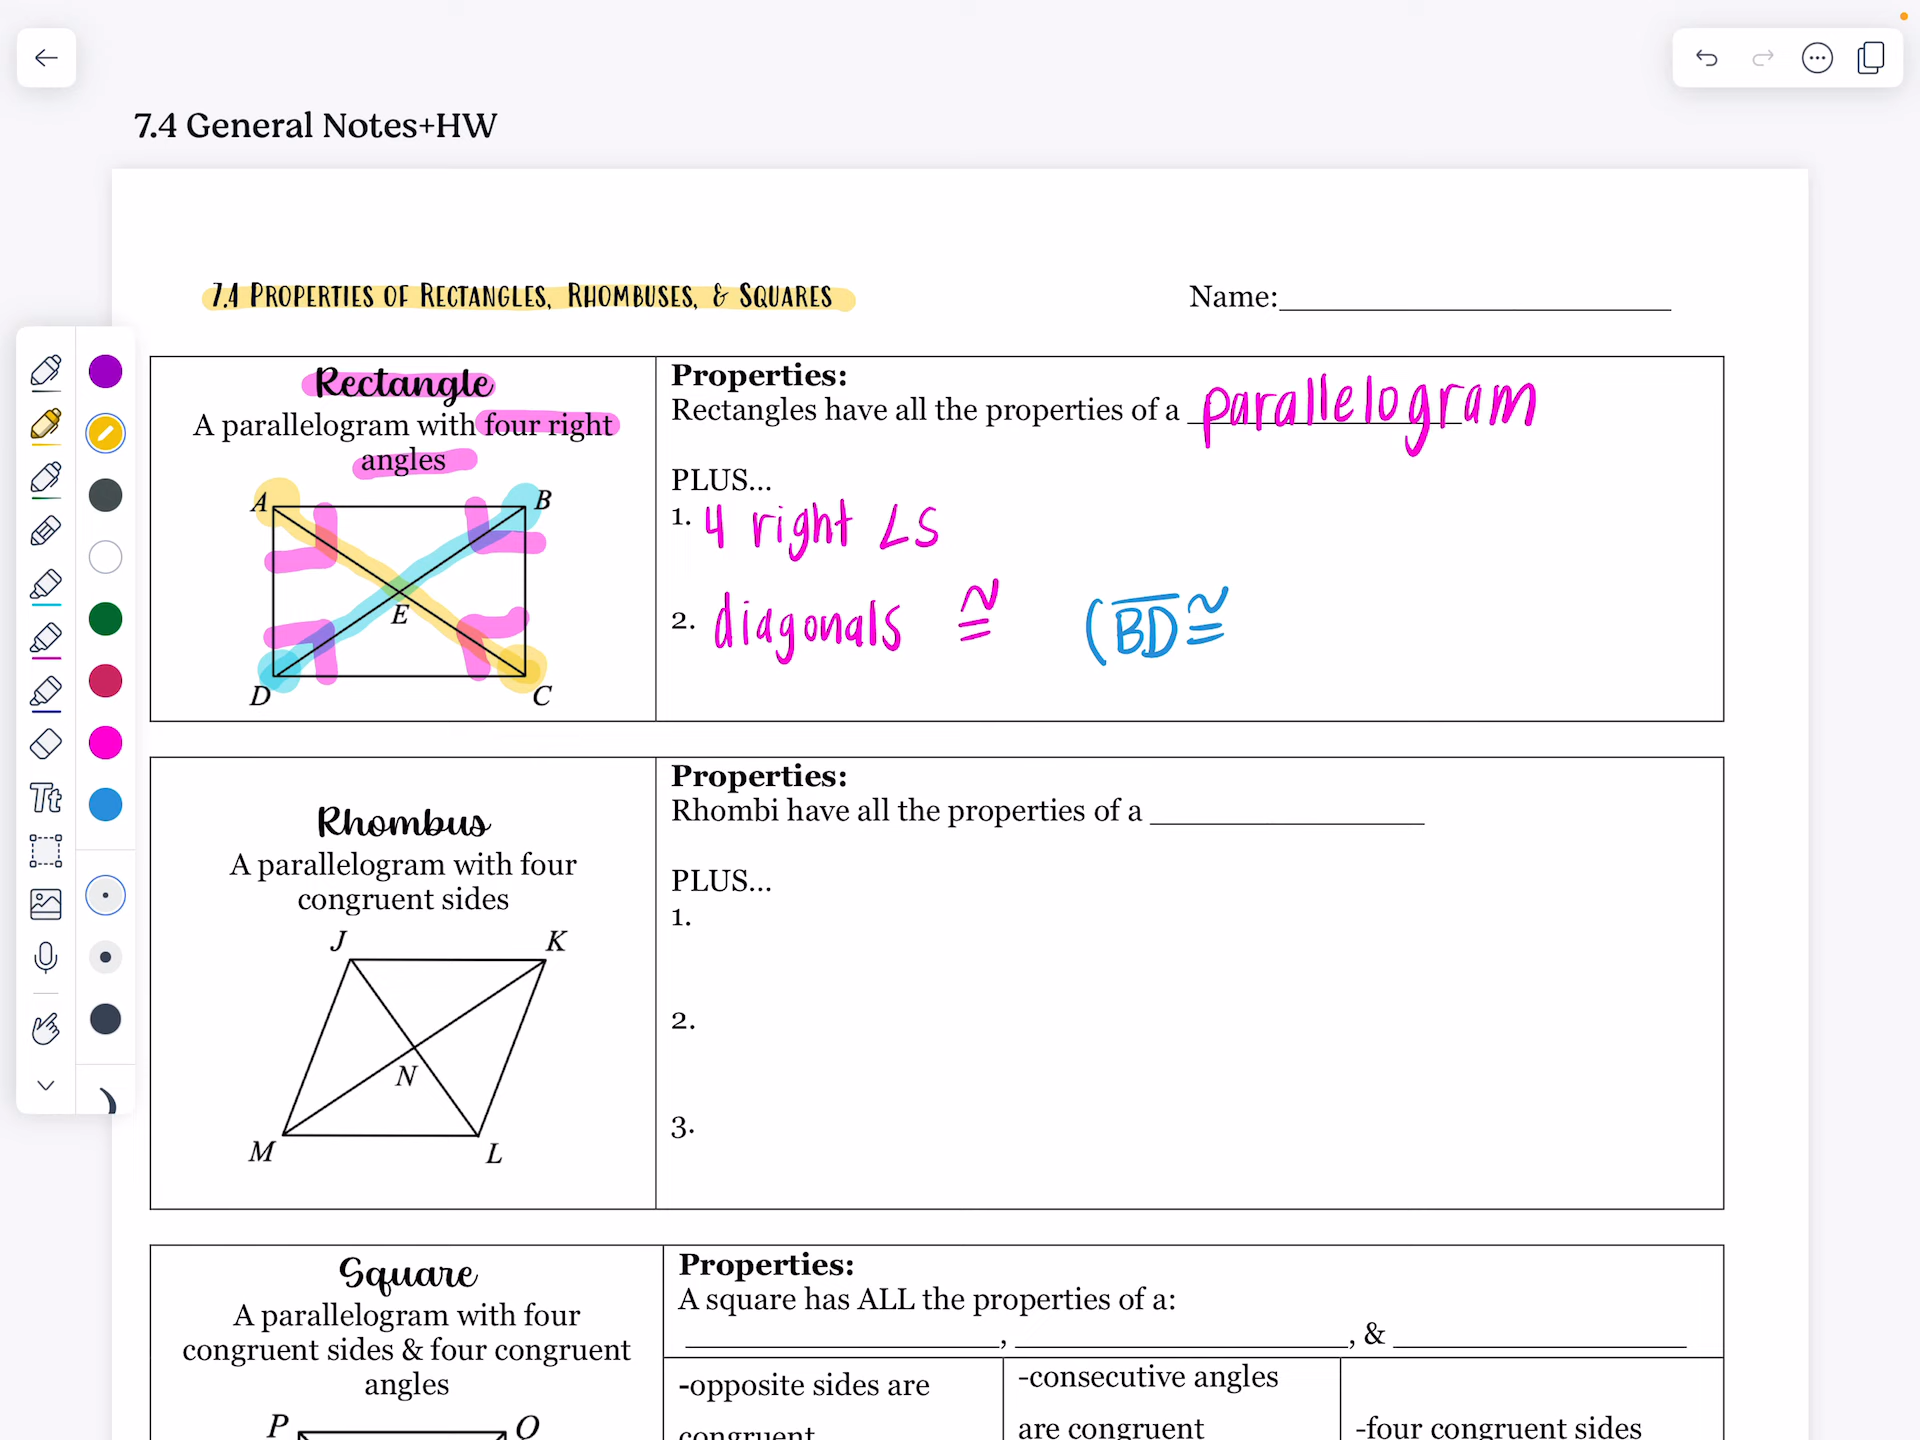 7.4 General Notes+HW
7.4 PROPERTIES OF RECTANGLES, RHOMBUSES, & SQUARES
Name:
Rectangle
A parallelogram with four right
angles
A
B
E
D
C
Properties:
Rectangles have all the properties of a parallelogram
PLUS...
1. 4 right ∠S
2. diagonals ≅ (BD≅
Tt
Rhombus
A parallelogram with four
congruent sides
J
K
N
M
L
Properties:
Rhombi have all the properties of a
PLUS...
1.
2.
3.
Square
A parallelogram with four
congruent sides & four congruent
angles
P
Q
Properties:
A square has ALL the properties of a:
, , &
-opposite sides are
congruent
-consecutive angles
are congruent
-four congruent sides